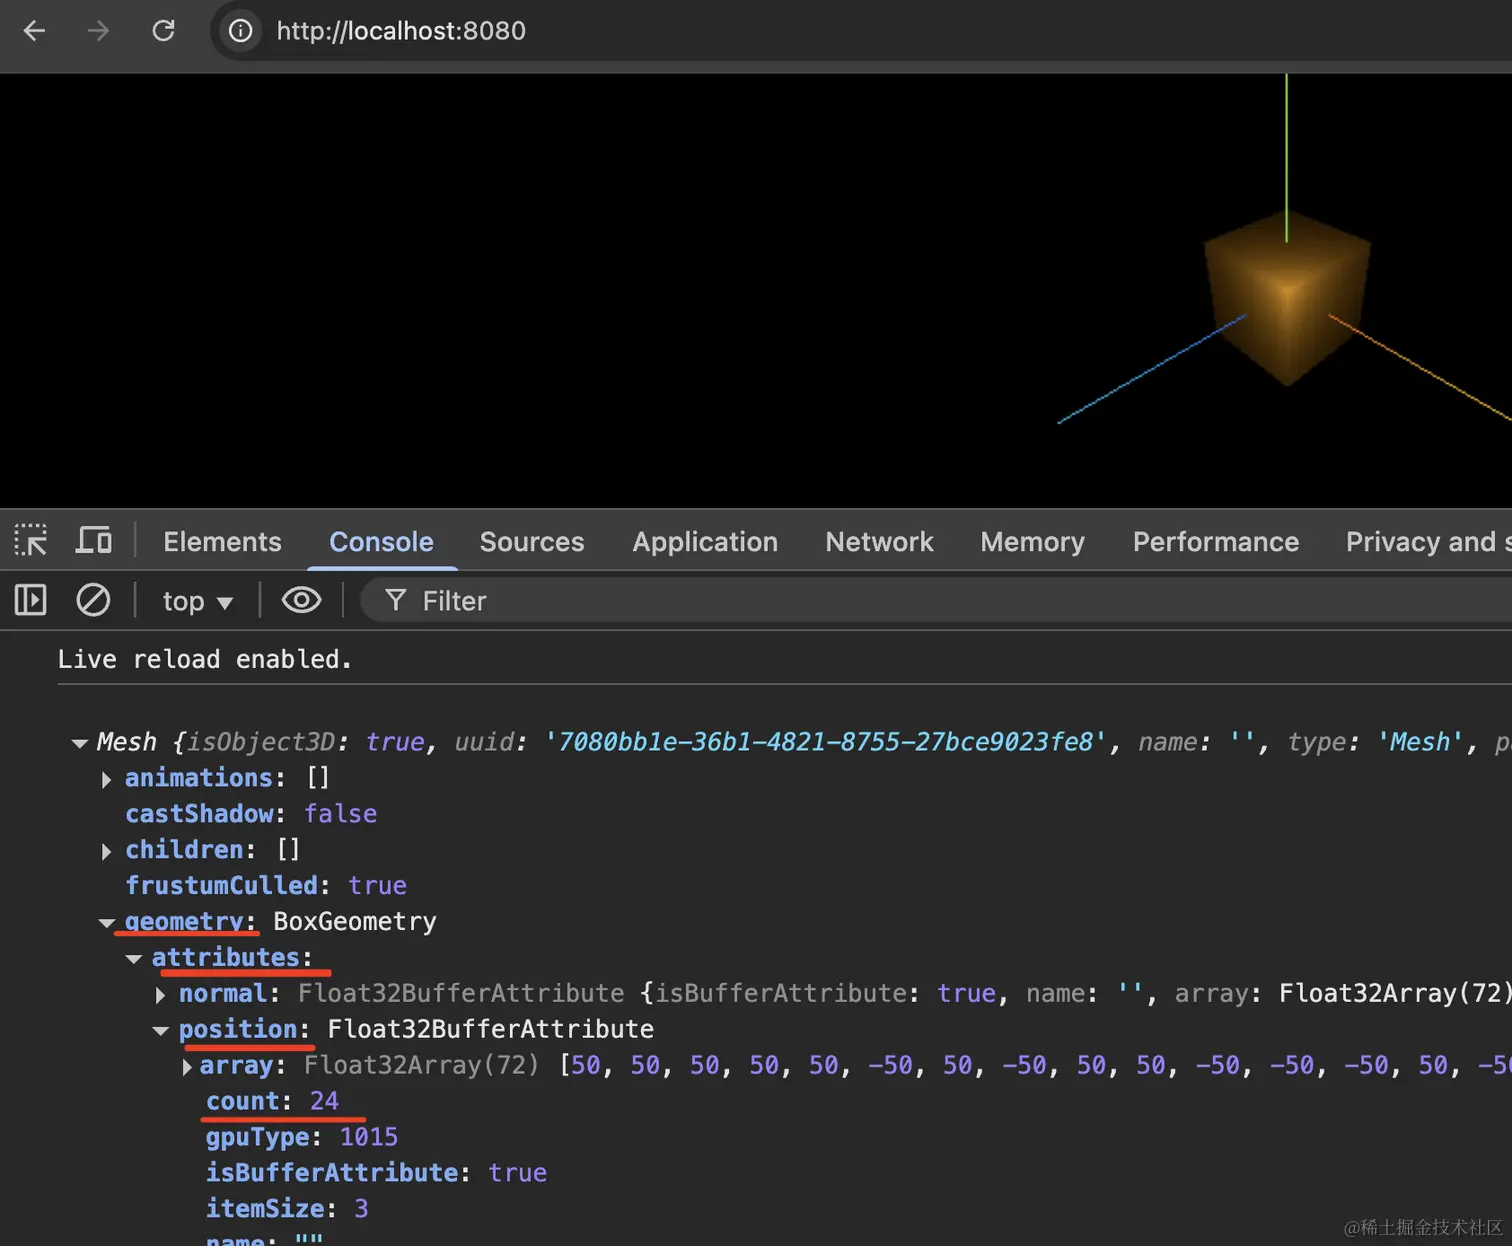 http://localhost:8080
Elements Console Sources Application Network Memory Performance Privacy and s
top Filter
Live reload enabled.
Mesh {isObject3D: true, uuid: '7080bb1e-36b1-4821-8755-27bce9023fe8', name: '', type: 'Mesh', p
animations: []
castShadow: false
children: []
frustumCulled: true
geometry: BoxGeometry
attributes:
normal: Float32BufferAttribute {isBufferAttribute: true, name: '', array: Float32Array(72)
position: Float32BufferAttribute
array: Float32Array(72) [50, 50, 50, 50, 50, -50, 50, -50, 50, 50, -50, -50, -50, 50, -50
count: 24
gpuType: 1015
isBufferAttribute: true
itemSize: 3
name: ""
@稀土掘金技术社区